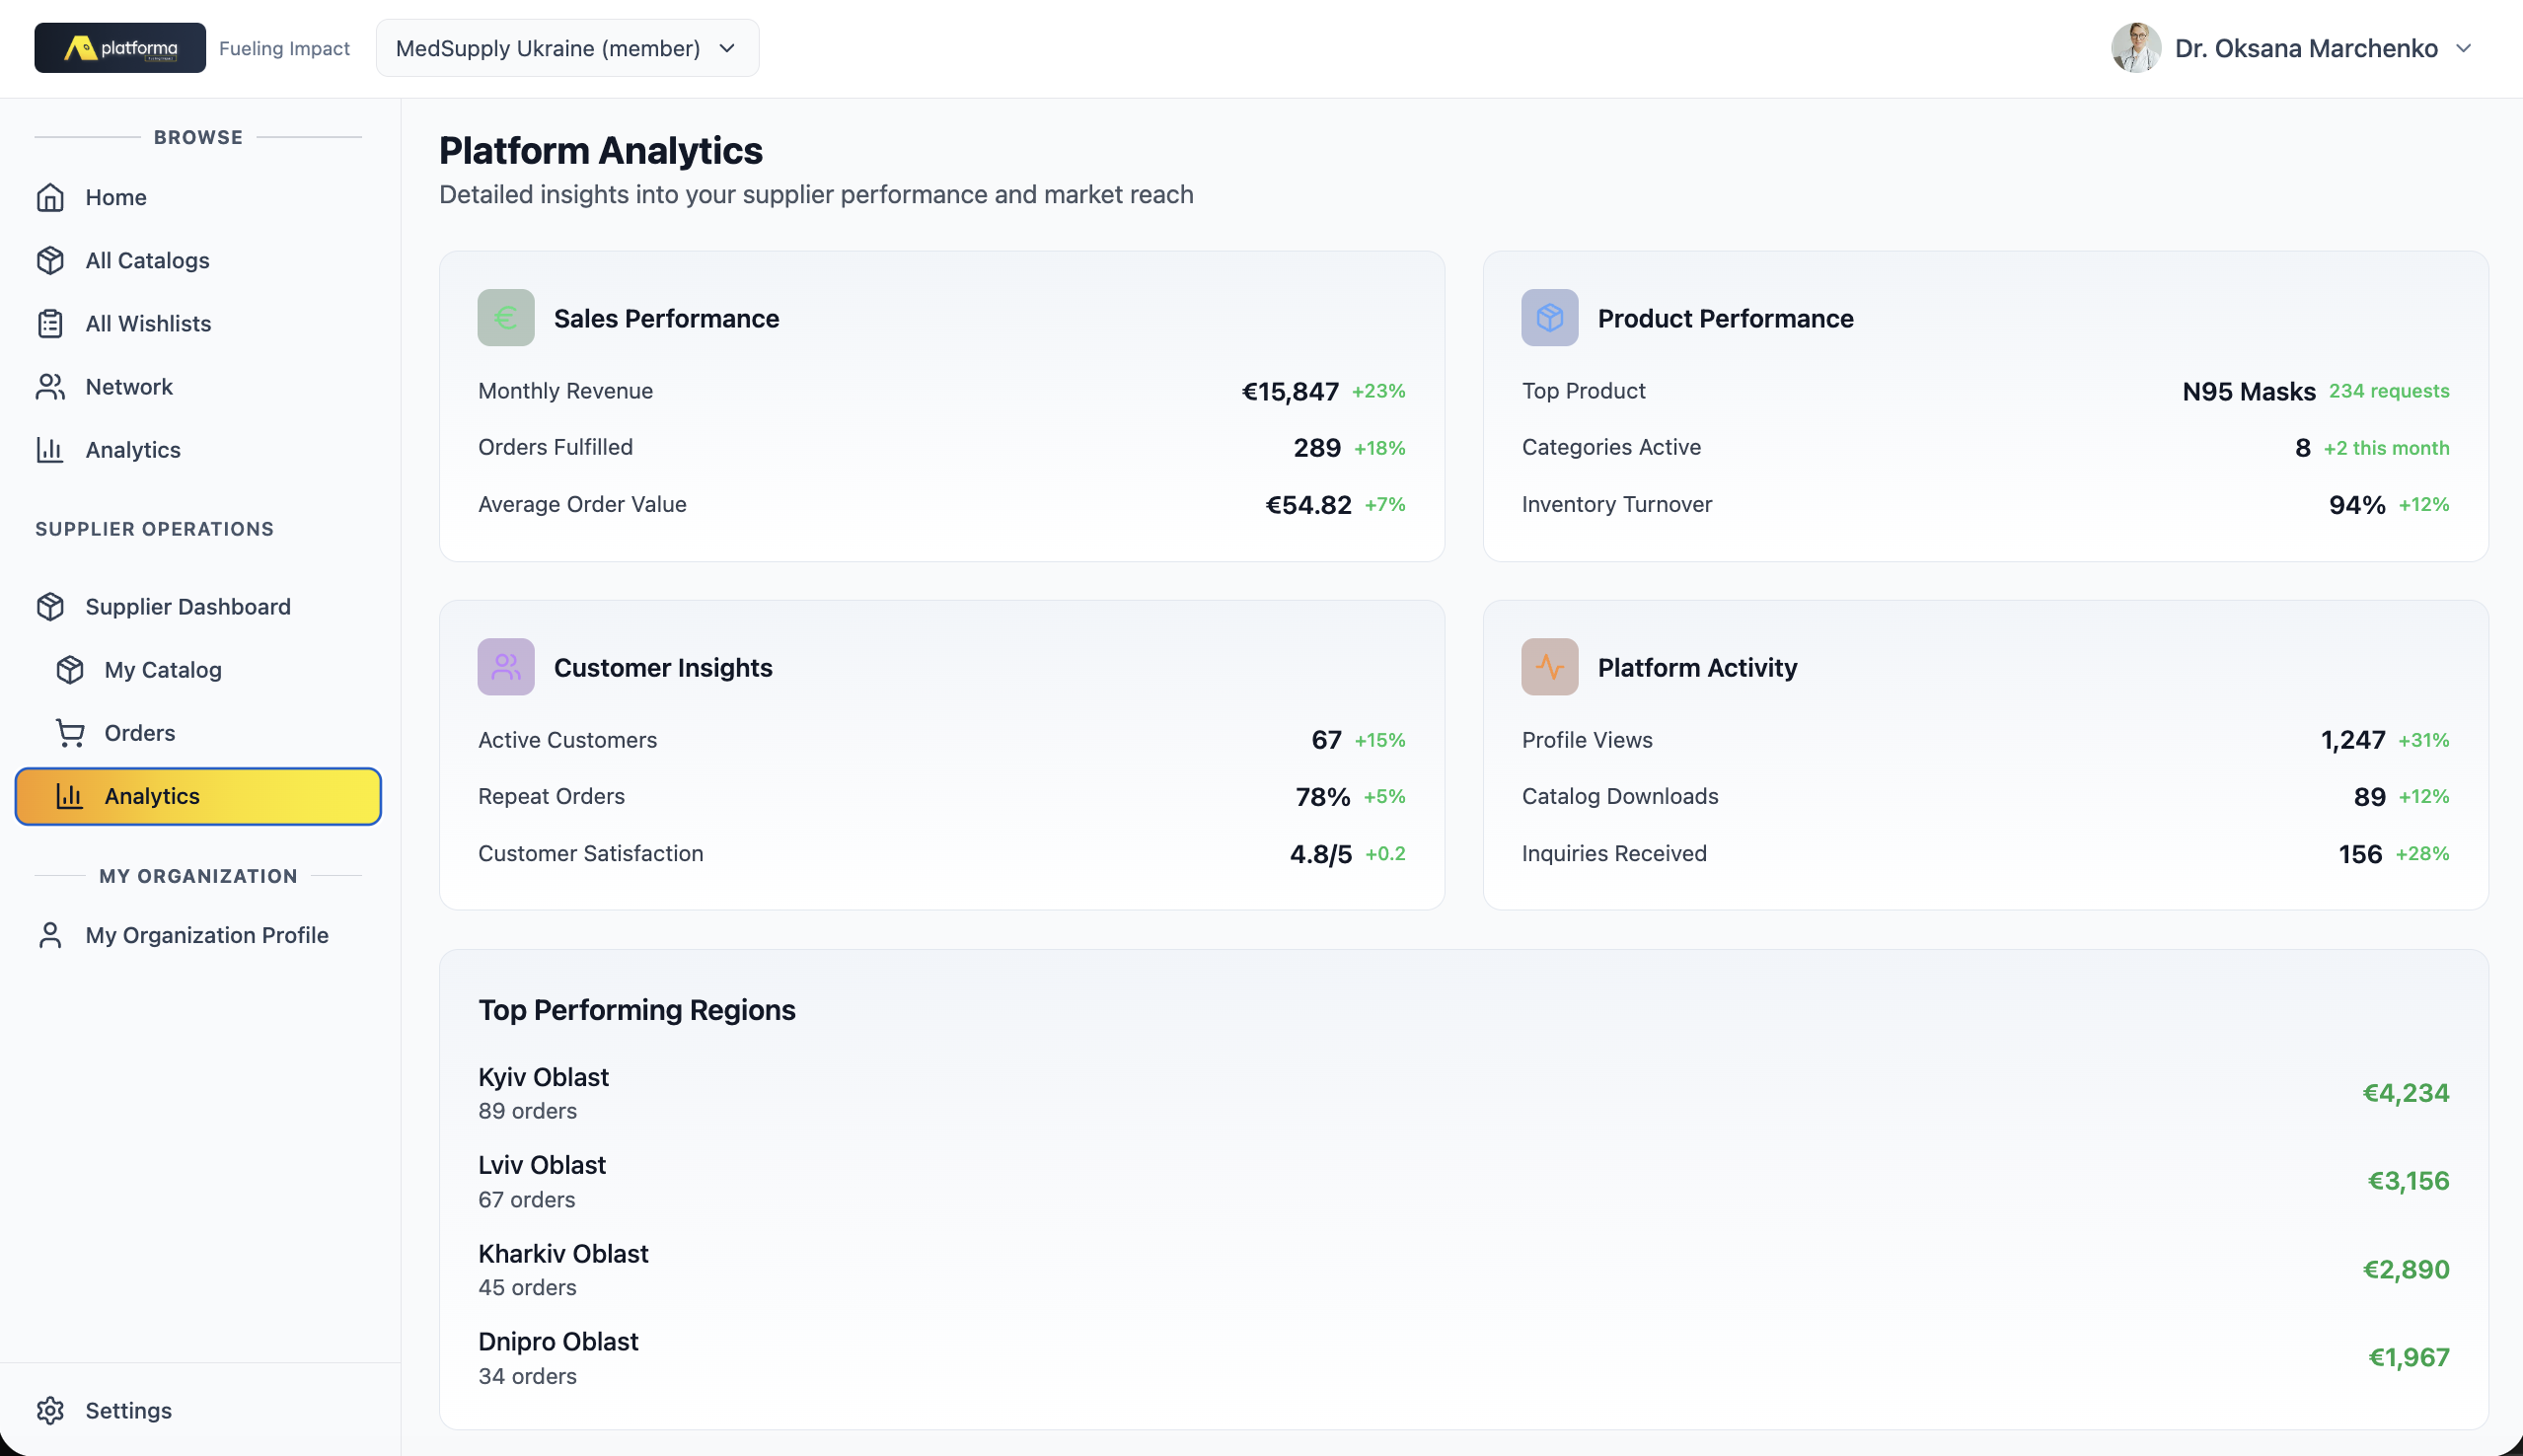 platforma
Fueling Impact
MedSupply Ukraine (member)
Dr. Oksana Marchenko
BROWSE
Home
All Catalogs
All Wishlists
Network
Analytics
SUPPLIER OPERATIONS
Supplier Dashboard
My Catalog
Orders
Analytics
MY ORGANIZATION
My Organization Profile
Settings
Platform Analytics
Detailed insights into your supplier performance and market reach
€ Sales Performance
Monthly Revenue €15,847 +23%
Orders Fulfilled 289 +18%
Average Order Value €54.82 +7%
Product Performance
Top Product N95 Masks 234 requests
Categories Active 8 +2 this month
Inventory Turnover 94% +12%
Customer Insights
Active Customers 67 +15%
Repeat Orders 78% +5%
Customer Satisfaction 4.8/5 +0.2
Platform Activity
Profile Views 1,247 +31%
Catalog Downloads 89 +12%
Inquiries Received 156 +28%
Top Performing Regions
Kyiv Oblast
89 orders
€4,234
Lviv Oblast
67 orders
€3,156
Kharkiv Oblast
45 orders
€2,890
Dnipro Oblast
34 orders
€1,967